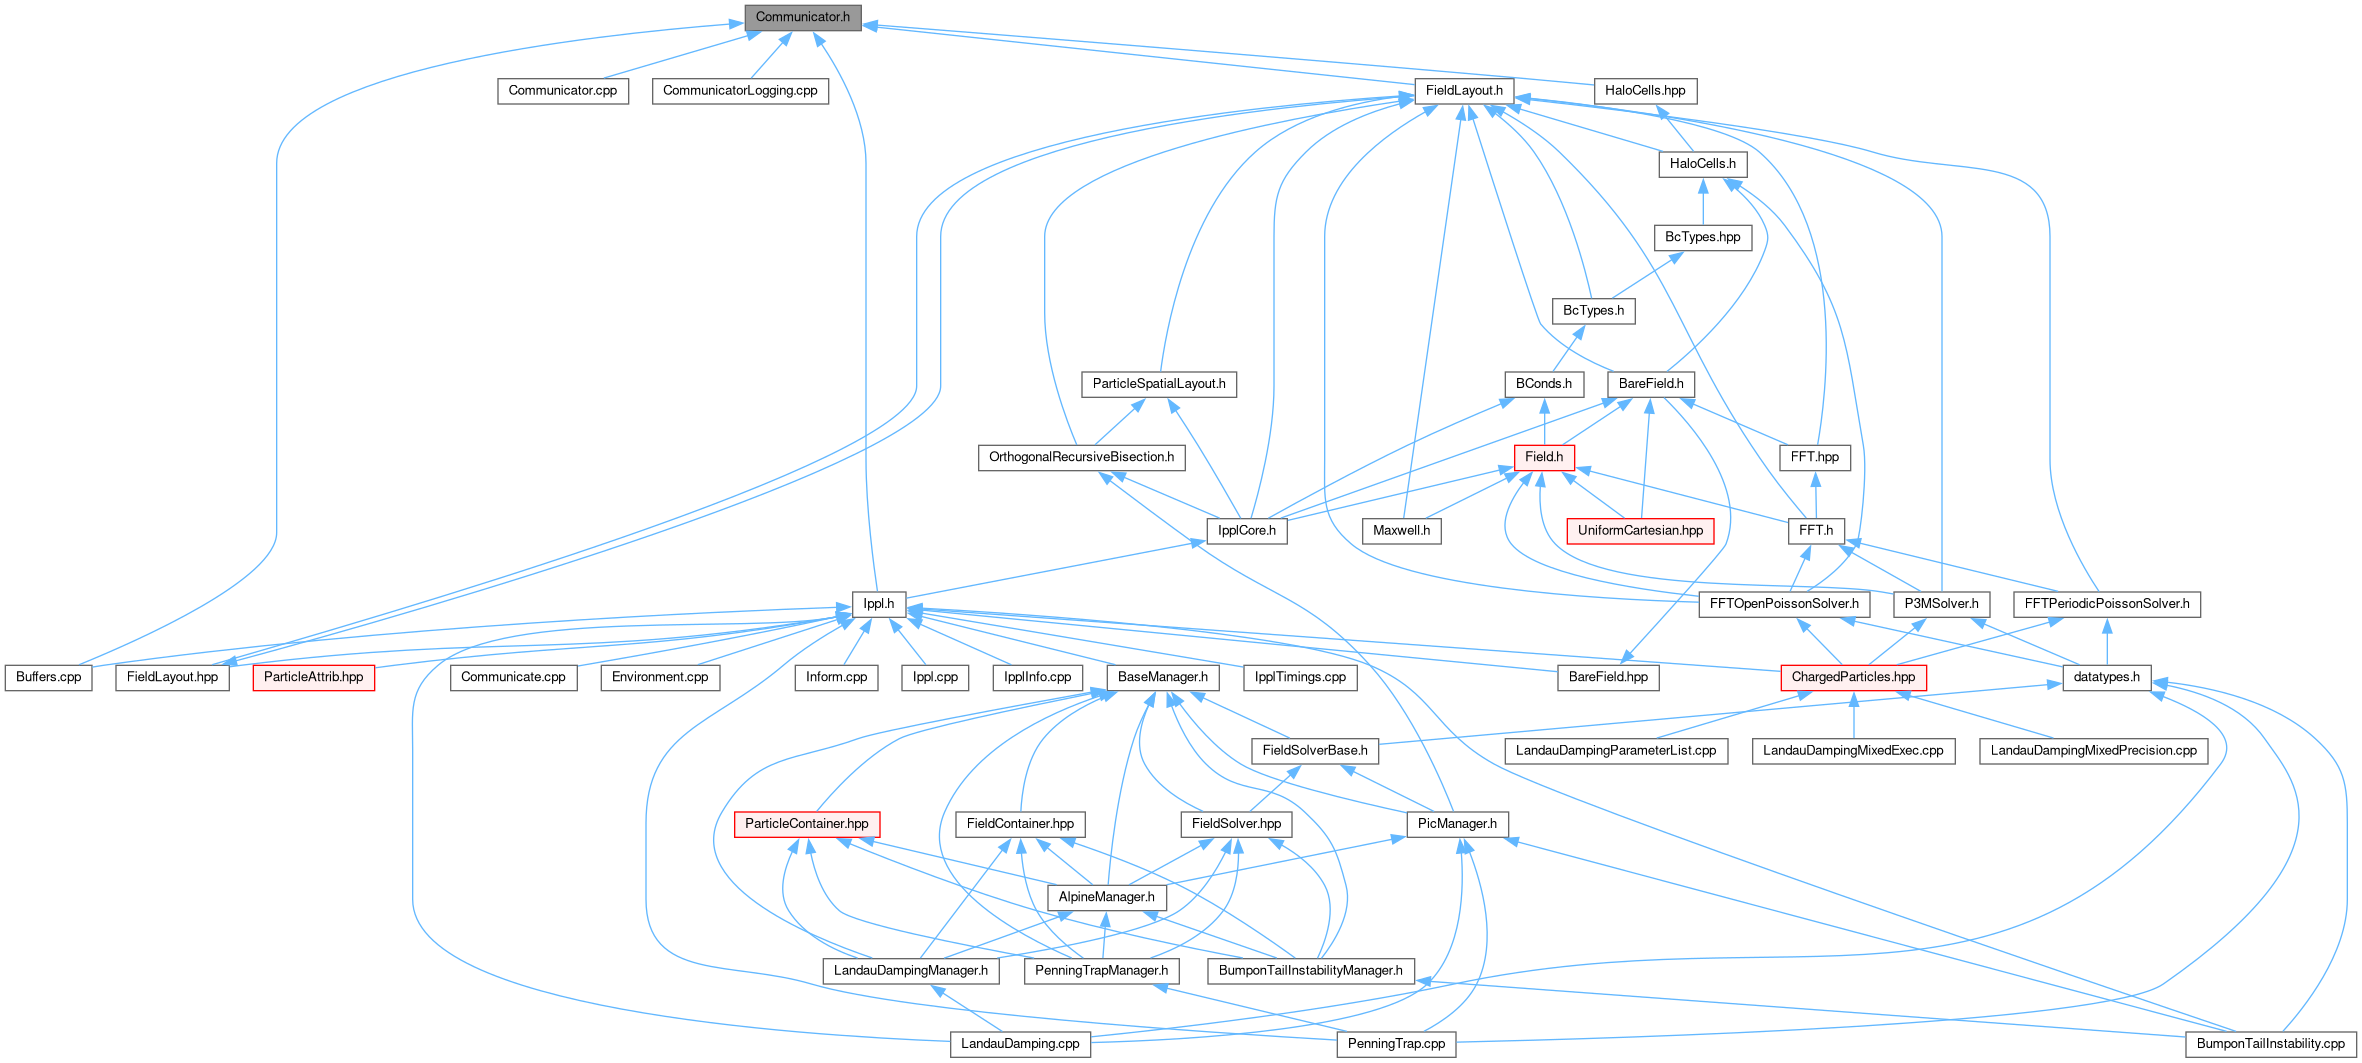 Communicator.h
Communicator.cpp
CommunicatorLogging.cpp
FieldLayout.h
HaloCells.hpp
HaloCells.h
BcTypes.hpp
BcTypes.h
ParticleSpatialLayout.h
BConds.h
BareField.h
OrthogonalRecursiveBisection.h
Field.h
FFT.hpp
IpplCore.h
Maxwell.h
UniformCartesian.hpp
FFT.h
Ippl.h
FFTOpenPoissonSolver.h
P3MSolver.h
FFTPeriodicPoissonSolver.h
Buffers.cpp
FieldLayout.hpp
ParticleAttrib.hpp
Communicate.cpp
Environment.cpp
Inform.cpp
Ippl.cpp
IpplInfo.cpp
BaseManager.h
IpplTimings.cpp
BareField.hpp
ChargedParticles.hpp
datatypes.h
FieldSolverBase.h
LandauDampingParameterList.cpp
LandauDampingMixedExec.cpp
LandauDampingMixedPrecision.cpp
ParticleContainer.hpp
FieldContainer.hpp
FieldSolver.hpp
PicManager.h
AlpineManager.h
LandauDampingManager.h
PenningTrapManager.h
BumponTailInstabilityManager.h
LandauDamping.cpp
PenningTrap.cpp
BumponTailInstability.cpp